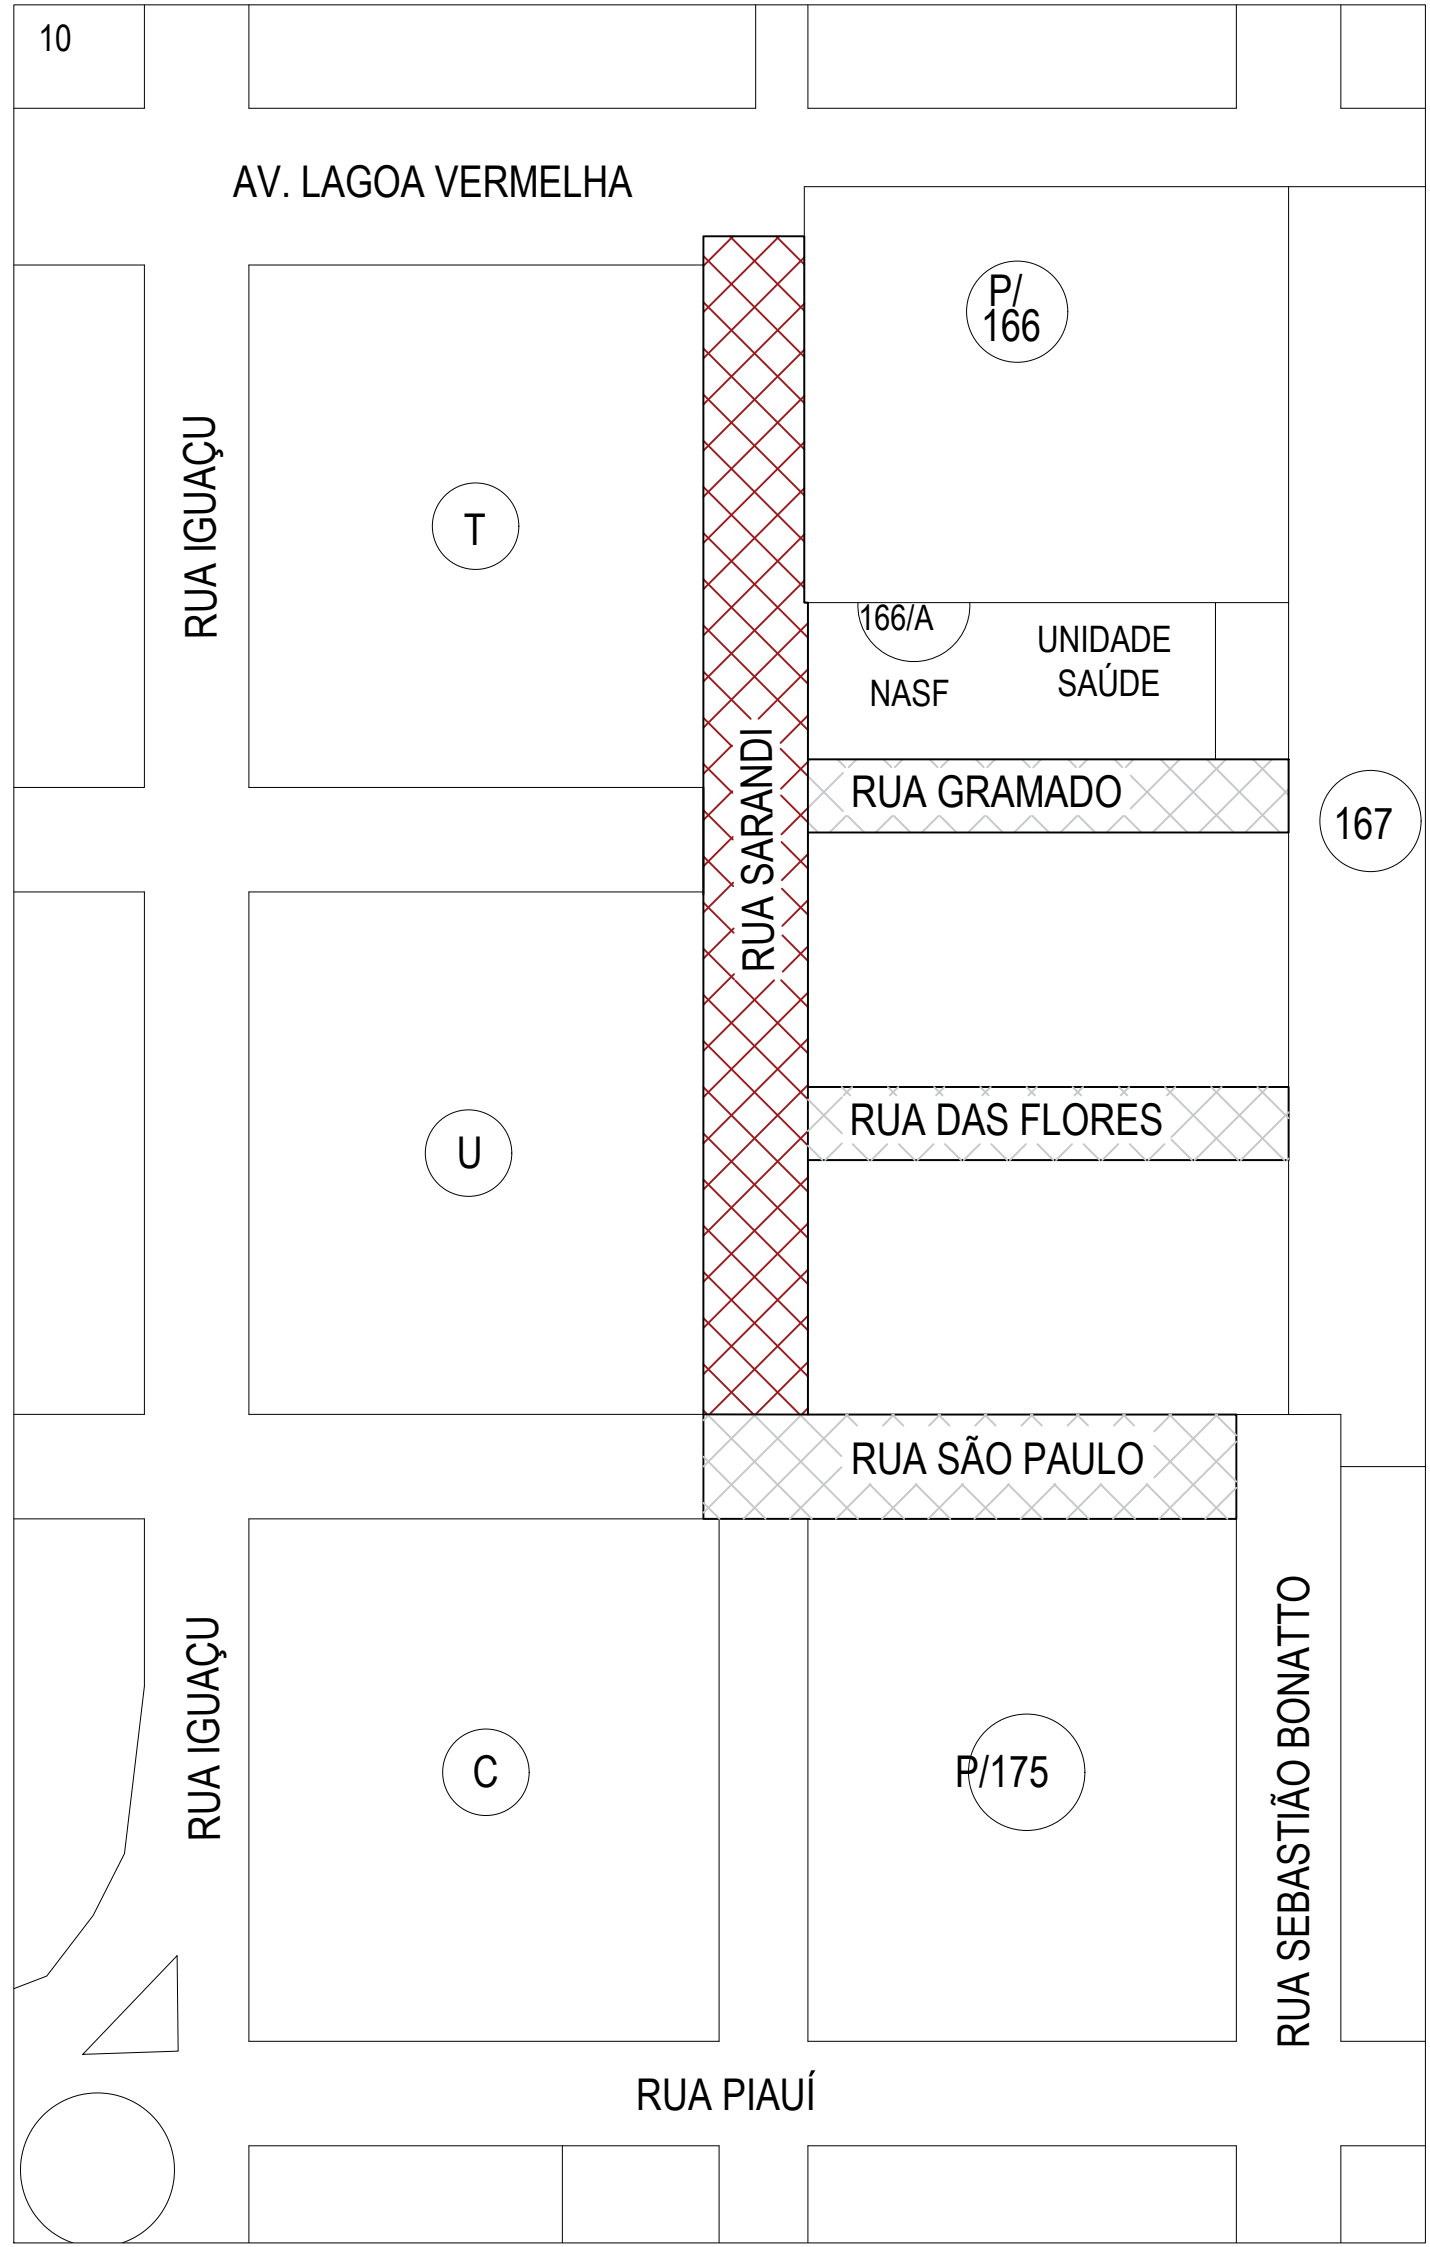 10
AV. LAGOA VERMELHA
P/
166
RUA IGUAÇU
T
166/A
UNIDADE
SAÚDE
NASF
RUA SARANDI
RUA GRAMADO
167
RUA DAS FLORES
U
RUA SÃO PAULO
RUA IGUAÇU
C
P/175
RUA SEBASTIÃO BONATTO
RUA PIAUÍ